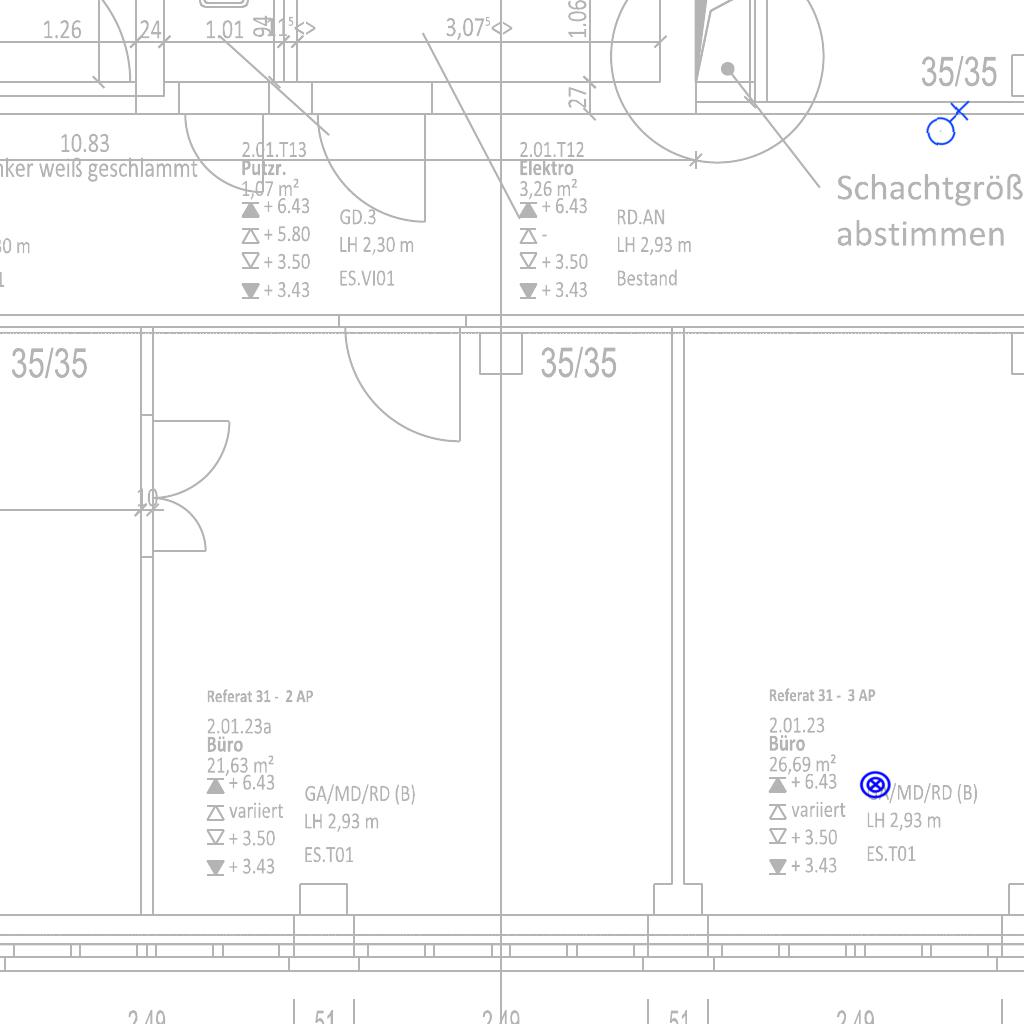 1.26
24
1.01
94
11⁵<>
3,07⁵<>
1.06
27
35/35
10.83
nker weiß geschlammt
2.01.T13
Putzr.
1,07 m²
+ 6.43
+ 5.80
+ 3.50
+ 3.43
GD.3
LH 2,30 m
ES.VI01
2.01.T12
Elektro
3,26 m²
+ 6.43
-
+ 3.50
+ 3.43
RD.AN
LH 2,93 m
Bestand
Schachtgröß
abstimmen
30 m
35/35
35/35
10
Referat 31 - 2 AP
2.01.23a
Büro
21,63 m²
+ 6.43
variiert
+ 3.50
+ 3.43
GA/MD/RD (B)
LH 2,93 m
ES.T01
Referat 31 - 3 AP
2.01.23
Büro
26,69 m²
+ 6.43
variiert
+ 3.50
+ 3.43
GA/MD/RD (B)
LH 2,93 m
ES.T01
2.49
51
2.49
51
2.49